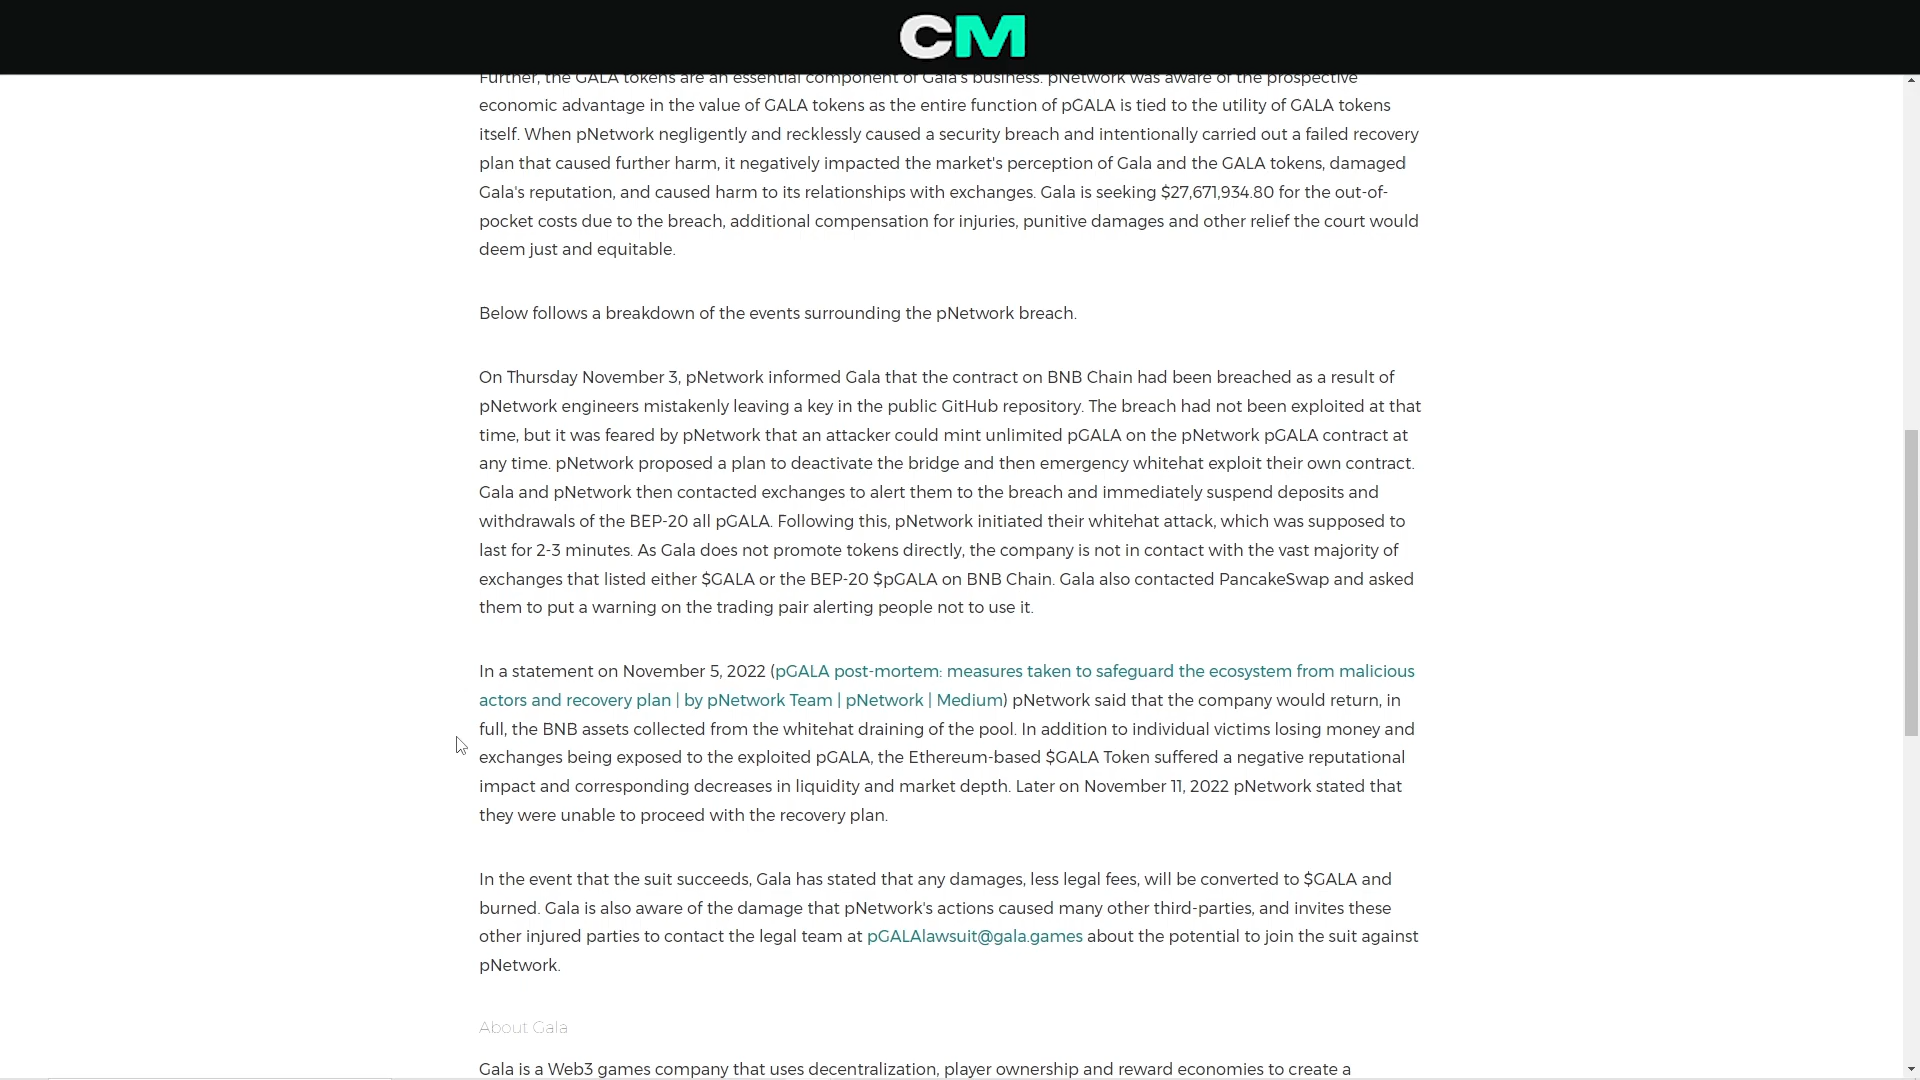 CM
Further, the GALA tokens are an essential component of Gala's business. pNetwork was aware of the prospective
economic advantage in the value of GALA tokens as the entire function of pGALA is tied to the utility of GALA tokens
itself. When pNetwork negligently and recklessly caused a security breach and intentionally carried out a failed recovery
plan that caused further harm, it negatively impacted the market's perception of Gala and the GALA tokens, damaged
Gala's reputation, and caused harm to its relationships with exchanges. Gala is seeking $27,671,934.80 for the out-of-
pocket costs due to the breach, additional compensation for injuries, punitive damages and other relief the court would
deem just and equitable.
Below follows a breakdown of the events surrounding the pNetwork breach.
On Thursday November 3, pNetwork informed Gala that the contract on BNB Chain had been breached as a result of
pNetwork engineers mistakenly leaving a key in the public GitHub repository. The breach had not been exploited at that
time, but it was feared by pNetwork that an attacker could mint unlimited pGALA on the pNetwork pGALA contract at
any time. pNetwork proposed a plan to deactivate the bridge and then emergency whitehat exploit their own contract.
Gala and pNetwork then contacted exchanges to alert them to the breach and immediately suspend deposits and
withdrawals of the BEP-20 all pGALA. Following this, pNetwork initiated their whitehat attack, which was supposed to
last for 2-3 minutes. As Gala does not promote tokens directly, the company is not in contact with the vast majority of
exchanges that listed either $GALA or the BEP-20 $pGALA on BNB Chain. Gala also contacted PancakeSwap and asked
them to put a warning on the trading pair alerting people not to use it.
In a statement on November 5, 2022 (pGALA post-mortem: measures taken to safeguard the ecosystem from malicious
actors and recovery plan | by pNetwork Team | pNetwork | Medium) pNetwork said that the company would return, in
full, the BNB assets collected from the whitehat draining of the pool. In addition to individual victims losing money and
exchanges being exposed to the exploited pGALA, the Ethereum-based $GALA Token suffered a negative reputational
impact and corresponding decreases in liquidity and market depth. Later on November 11, 2022 pNetwork stated that
they were unable to proceed with the recovery plan.
In the event that the suit succeeds, Gala has stated that any damages, less legal fees, will be converted to $GALA and
burned. Gala is also aware of the damage that pNetwork's actions caused many other third-parties, and invites these
other injured parties to contact the legal team at pGALAlawsuit@gala.games about the potential to join the suit against
pNetwork.
About Gala
Gala is a Web3 games company that uses decentralization, player ownership and reward economies to create a